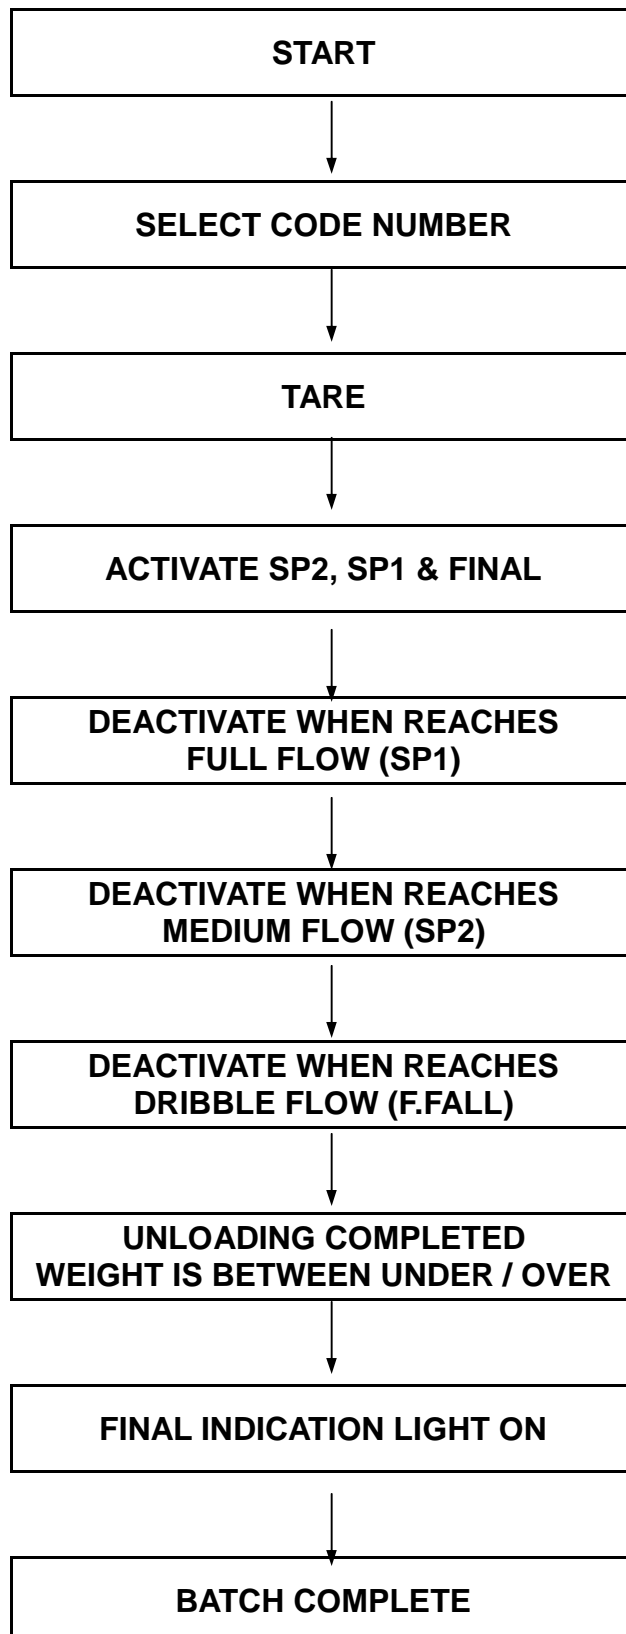 START
SELECT CODE NUMBER
TARE
ACTIVATE SP2, SP1 & FINAL
DEACTIVATE WHEN REACHES
FULL FLOW (SP1)
DEACTIVATE WHEN REACHES
MEDIUM FLOW (SP2)
DEACTIVATE WHEN REACHES
DRIBBLE FLOW (F.FALL)
UNLOADING COMPLETED
WEIGHT IS BETWEEN UNDER / OVER
FINAL INDICATION LIGHT ON
BATCH COMPLETE